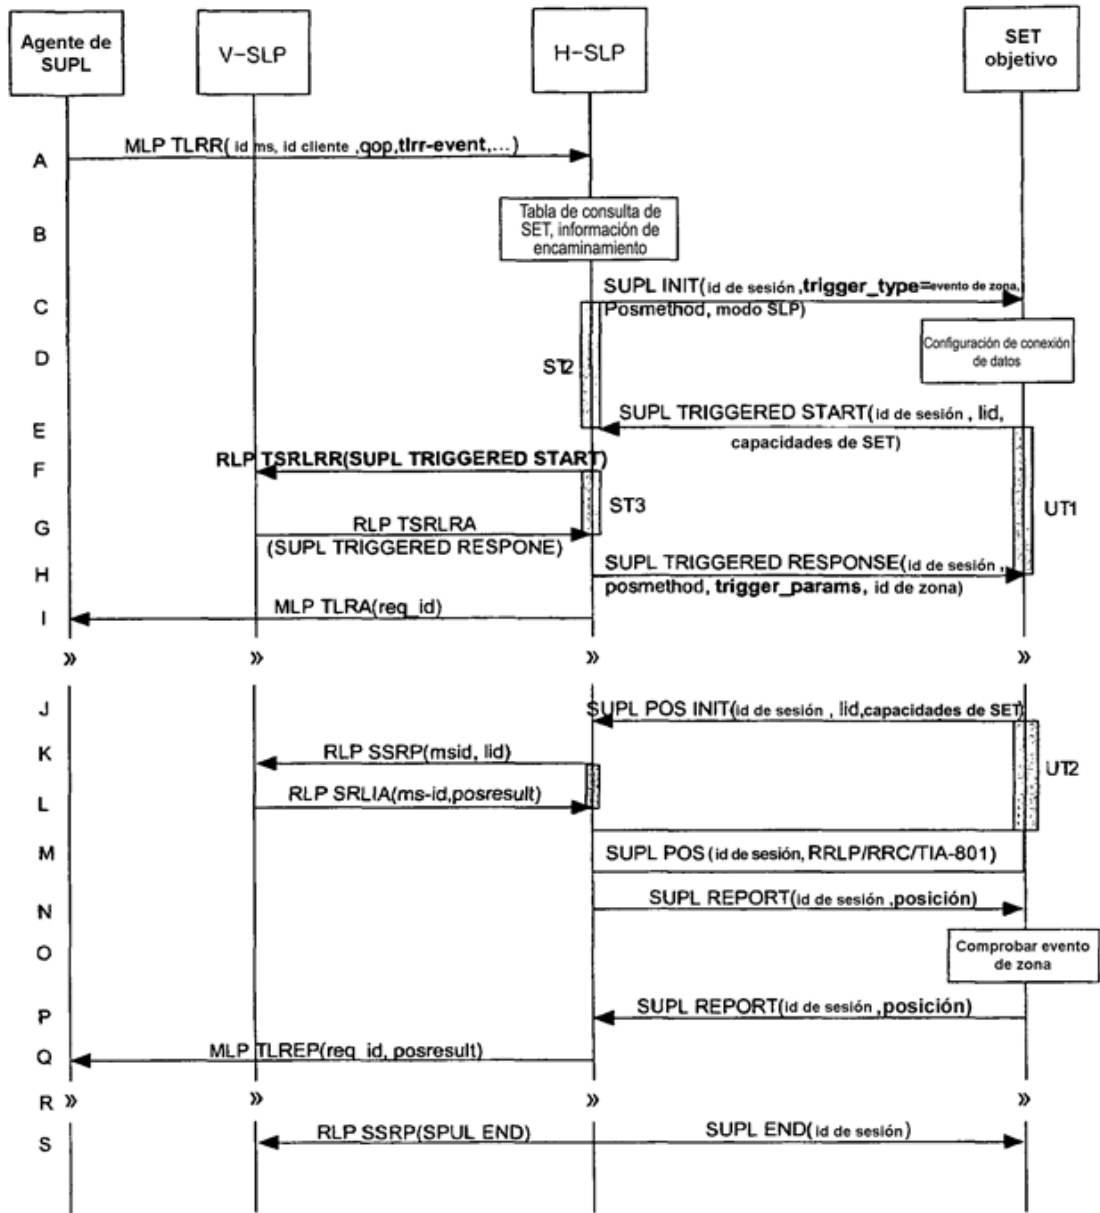 Agente de
SUPL
V-SLP
H-SLP
SET
objetivo
A
MLP TLRR( id ms, id cliente ,qop,tlrr-event,...)
B
Tabla de consulta de
SET, información de
encaminamiento
C
SUPL INIT(id de sesión ,trigger_type=evento de zona,
Posmethod, modo SLP)
D
ST2
Configuración de conexión
de datos
E
SUPL TRIGGERED START(id de sesión , lid,
capacidades de SET)
F
RLP TSRLRR(SUPL TRIGGERED START)
ST3
UT1
G
RLP TSRLRA
(SUPL TRIGGERED RESPONE)
H
SUPL TRIGGERED RESPONSE(id de sesión ,
posmethod, trigger_params, id de zona)
I
MLP TLRA(req_id)
» » » »
J
SUPL POS INIT(id de sesión , lid,capacidades de SET)
K
RLP SSRP(msid, lid)
UT2
L
RLP SRLIA(ms-id,posresult)
M
SUPL POS (id de sesión, RRLP/RRC/TIA-801)
N
SUPL REPORT(id de sesión ,posición)
O
Comprobar evento
de zona
P
SUPL REPORT(id de sesión ,posición)
Q
MLP TLREP(req_id, posresult)
R » » » »
S
RLP SSRP(SPUL END)
SUPL END(id de sesión)